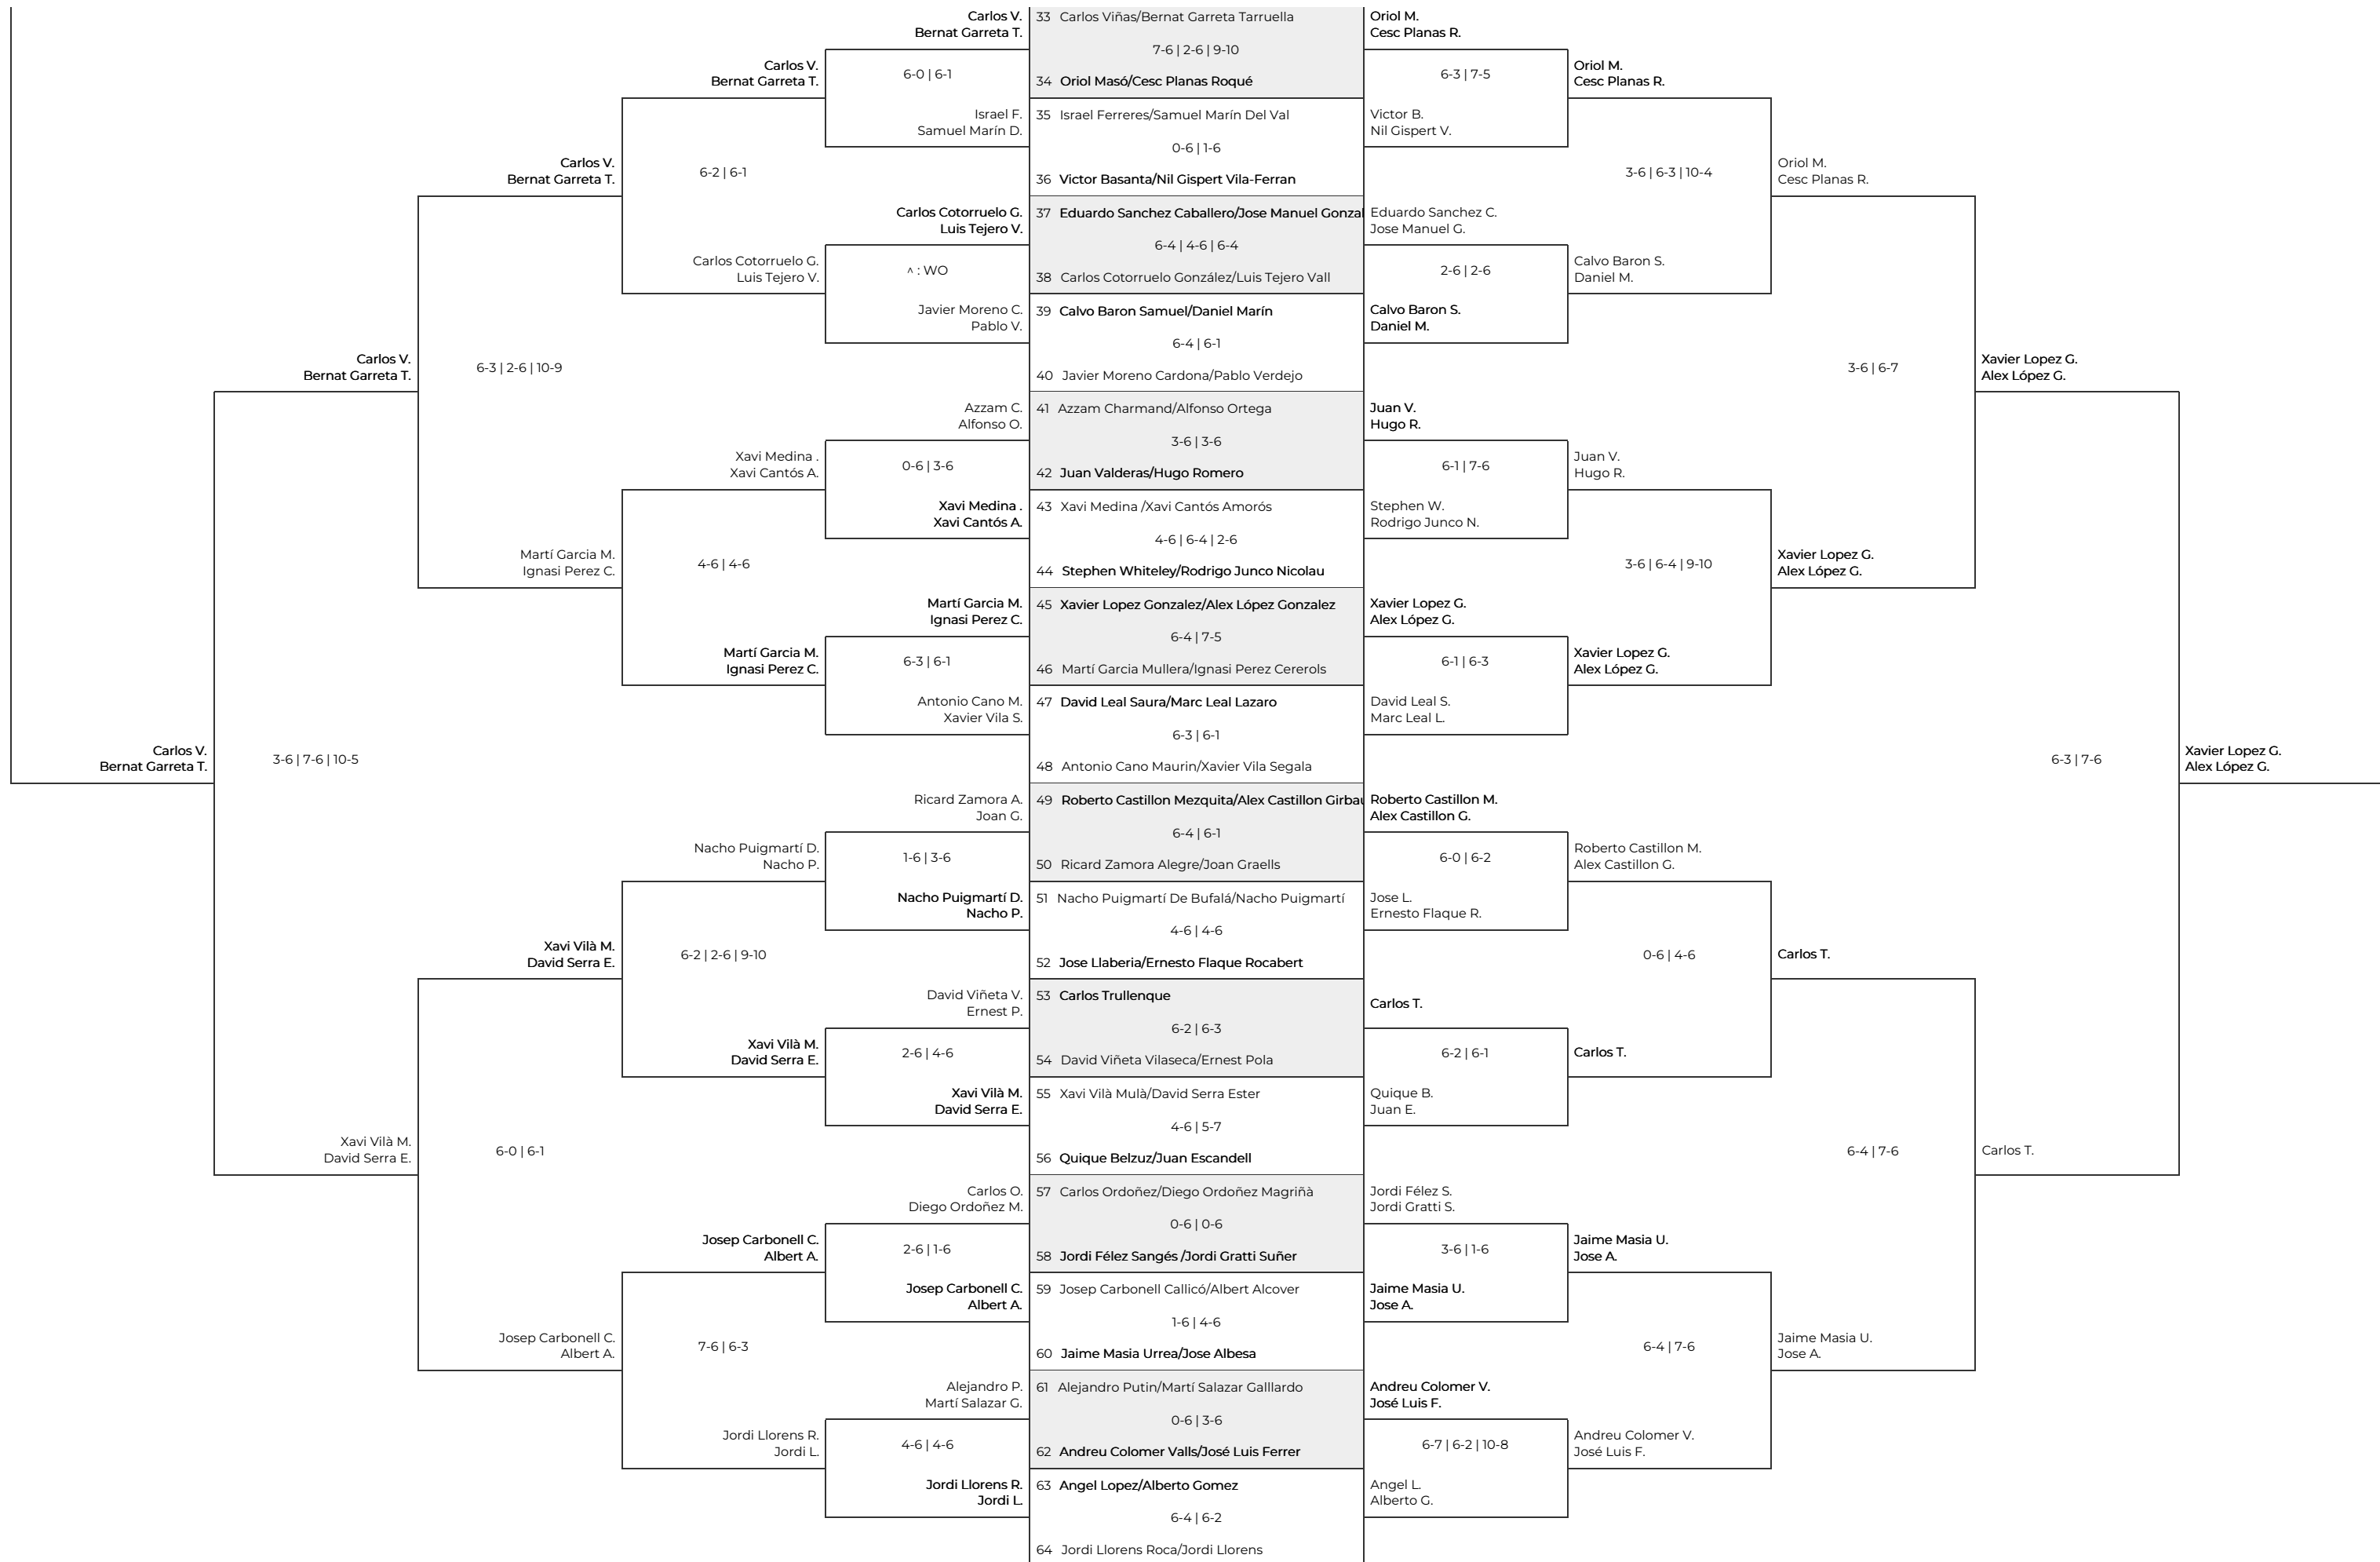 Carlos V.
Bernat Garreta T.
33 Carlos Viñas/Bernat Garreta Tarruella
Oriol M.
Cesc Planas R.
7-6 | 2-6 | 9-10
Carlos V.
Bernat Garreta T.
6-0 | 6-1
34 Oriol Masó/Cesc Planas Roqué
6-3 | 7-5
Oriol M.
Cesc Planas R.
Israel F.
Samuel Marín D.
35 Israel Ferreres/Samuel Marín Del Val
Victor B.
Nil Gispert V.
0-6 | 1-6
Carlos V.
Bernat Garreta T.
6-2 | 6-1
36 Victor Basanta/Nil Gispert Vila-Ferran
3-6 | 6-3 | 10-4
Oriol M.
Cesc Planas R.
Carlos Cotorruelo G.
Luis Tejero V.
37 Eduardo Sanchez Caballero/Jose Manuel Gonzal
Eduardo Sanchez C.
Jose Manuel G.
6-4 | 4-6 | 6-4
Carlos Cotorruelo G.
Luis Tejero V.
^ : WO
38 Carlos Cotorruelo González/Luis Tejero Vall
2-6 | 2-6
Calvo Baron S.
Daniel M.
Javier Moreno C.
Pablo V.
39 Calvo Baron Samuel/Daniel Marín
Calvo Baron S.
Daniel M.
6-4 | 6-1
Carlos V.
Bernat Garreta T.
6-3 | 2-6 | 10-9
40 Javier Moreno Cardona/Pablo Verdejo
3-6 | 6-7
Xavier Lopez G.
Alex López G.
Azzam C.
Alfonso O.
41 Azzam Charmand/Alfonso Ortega
Juan V.
Hugo R.
3-6 | 3-6
Xavi Medina .
Xavi Cantós A.
0-6 | 3-6
42 Juan Valderas/Hugo Romero
6-1 | 7-6
Juan V.
Hugo R.
Xavi Medina .
Xavi Cantós A.
43 Xavi Medina /Xavi Cantós Amorós
Stephen W.
Rodrigo Junco N.
4-6 | 6-4 | 2-6
Martí Garcia M.
Ignasi Perez C.
4-6 | 4-6
44 Stephen Whiteley/Rodrigo Junco Nicolau
3-6 | 6-4 | 9-10
Xavier Lopez G.
Alex López G.
Martí Garcia M.
Ignasi Perez C.
45 Xavier Lopez Gonzalez/Alex López Gonzalez
Xavier Lopez G.
Alex López G.
6-4 | 7-5
Martí Garcia M.
Ignasi Perez C.
6-3 | 6-1
46 Martí Garcia Mullera/Ignasi Perez Cererols
6-1 | 6-3
Xavier Lopez G.
Alex López G.
Antonio Cano M.
Xavier Vila S.
47 David Leal Saura/Marc Leal Lazaro
David Leal S.
Marc Leal L.
6-3 | 6-1
Carlos V.
Bernat Garreta T.
3-6 | 7-6 | 10-5
48 Antonio Cano Maurin/Xavier Vila Segala
6-3 | 7-6
Xavier Lopez G.
Alex López G.
Ricard Zamora A.
Joan G.
49 Roberto Castillon Mezquita/Alex Castillon Girbau
Roberto Castillon M.
Alex Castillon G.
6-4 | 6-1
Nacho Puigmartí D.
Nacho P.
1-6 | 3-6
50 Ricard Zamora Alegre/Joan Graells
6-0 | 6-2
Roberto Castillon M.
Alex Castillon G.
Nacho Puigmartí D.
Nacho P.
51 Nacho Puigmartí De Bufalá/Nacho Puigmartí
Jose L.
Ernesto Flaque R.
4-6 | 4-6
Xavi Vilà M.
David Serra E.
6-2 | 2-6 | 9-10
52 Jose Llaberia/Ernesto Flaque Rocabert
0-6 | 4-6
Carlos T.
David Viñeta V.
Ernest P.
53 Carlos Trullenque
Carlos T.
6-2 | 6-3
Xavi Vilà M.
David Serra E.
2-6 | 4-6
54 David Viñeta Vilaseca/Ernest Pola
6-2 | 6-1
Carlos T.
Xavi Vilà M.
David Serra E.
55 Xavi Vilà Mulà/David Serra Ester
Quique B.
Juan E.
4-6 | 5-7
Xavi Vilà M.
David Serra E.
6-0 | 6-1
56 Quique Belzuz/Juan Escandell
6-4 | 7-6
Carlos T.
Carlos O.
Diego Ordoñez M.
57 Carlos Ordoñez/Diego Ordoñez Magriñà
Jordi Félez S.
Jordi Gratti S.
0-6 | 0-6
Josep Carbonell C.
Albert A.
2-6 | 1-6
58 Jordi Félez Sangés /Jordi Gratti Suñer
3-6 | 1-6
Jaime Masia U.
Jose A.
Josep Carbonell C.
Albert A.
59 Josep Carbonell Callicó/Albert Alcover
Jaime Masia U.
Jose A.
1-6 | 4-6
Josep Carbonell C.
Albert A.
7-6 | 6-3
60 Jaime Masia Urrea/Jose Albesa
6-4 | 7-6
Jaime Masia U.
Jose A.
Alejandro P.
Martí Salazar G.
61 Alejandro Putin/Martí Salazar Galllardo
Andreu Colomer V.
José Luis F.
0-6 | 3-6
Jordi Llorens R.
Jordi L.
4-6 | 4-6
62 Andreu Colomer Valls/José Luis Ferrer
6-7 | 6-2 | 10-8
Andreu Colomer V.
José Luis F.
Jordi Llorens R.
Jordi L.
63 Angel Lopez/Alberto Gomez
Angel L.
Alberto G.
6-4 | 6-2
64 Jordi Llorens Roca/Jordi Llorens